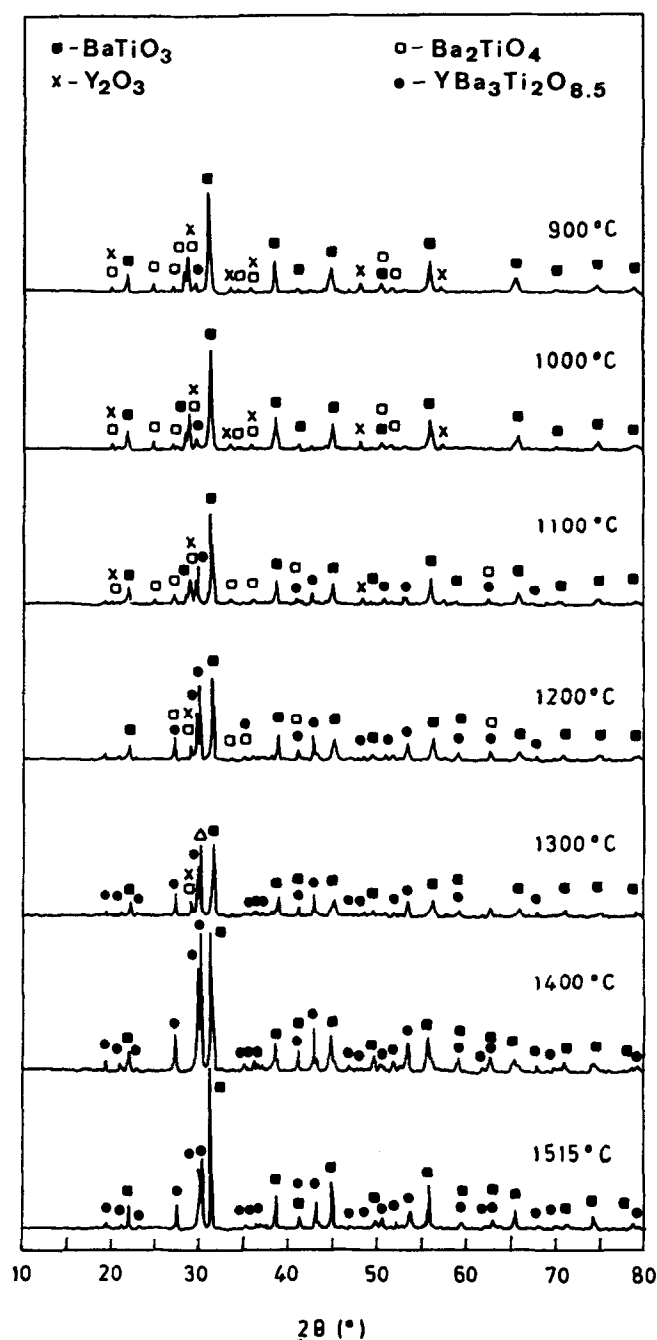 ■ - BaTiO3
□ - Ba2TiO4
x - Y2O3
● - YBa3Ti2O8.5
900°C
1000°C
1100°C
1200°C
1300°C
1400°C
1515°C
10 20 30 40 50 60 70 80
2θ (°)